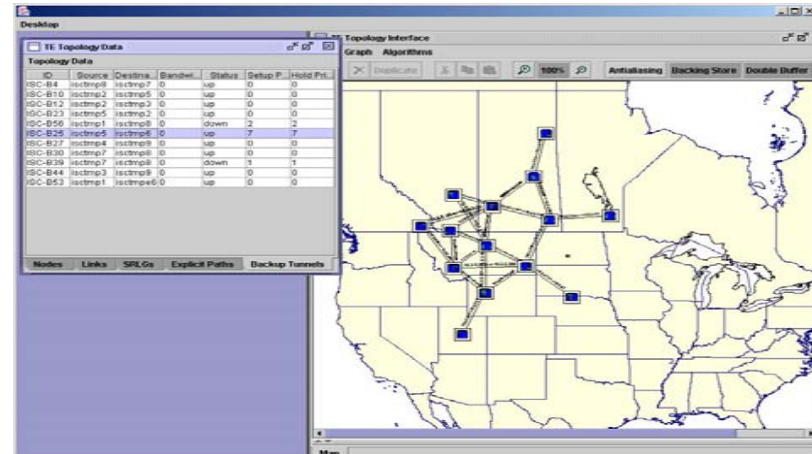 Desktop
TE Topology Data
Topology Data
ID Source Destina... Bandwi... Status Setup P... Hold Pri...
ISC-B4 isctmp8 isctmp7 0 up 0 0
ISC-B10 isctmp2 isctmp5 0 up 0 0
ISC-B12 isctmp2 isctmp3 0 up 0 0
ISC-B23 isctmp5 isctmp2 0 up 0 0
ISC-B56 isctmp1 isctmp8 0 down 2 2
ISC-B25 isctmp5 isctmp6 0 up 7 7
ISC-B27 isctmp4 isctmp9 0 up 0 0
ISC-B30 isctmp7 isctmp8 0 up 0 0
ISC-B39 isctmp7 isctmp8 0 down 1 1
ISC-B44 isctmp3 isctmp9 0 up 0 0
ISC-B53 isctmp1 isctmpe6 0 up 0 0
Nodes Links SRLGs Explicit Paths Backup Tunnels
TE Topology Interface
Graph Algorithms
Duplicate 100% Antialiasing Backing Store Double Buffer
Map